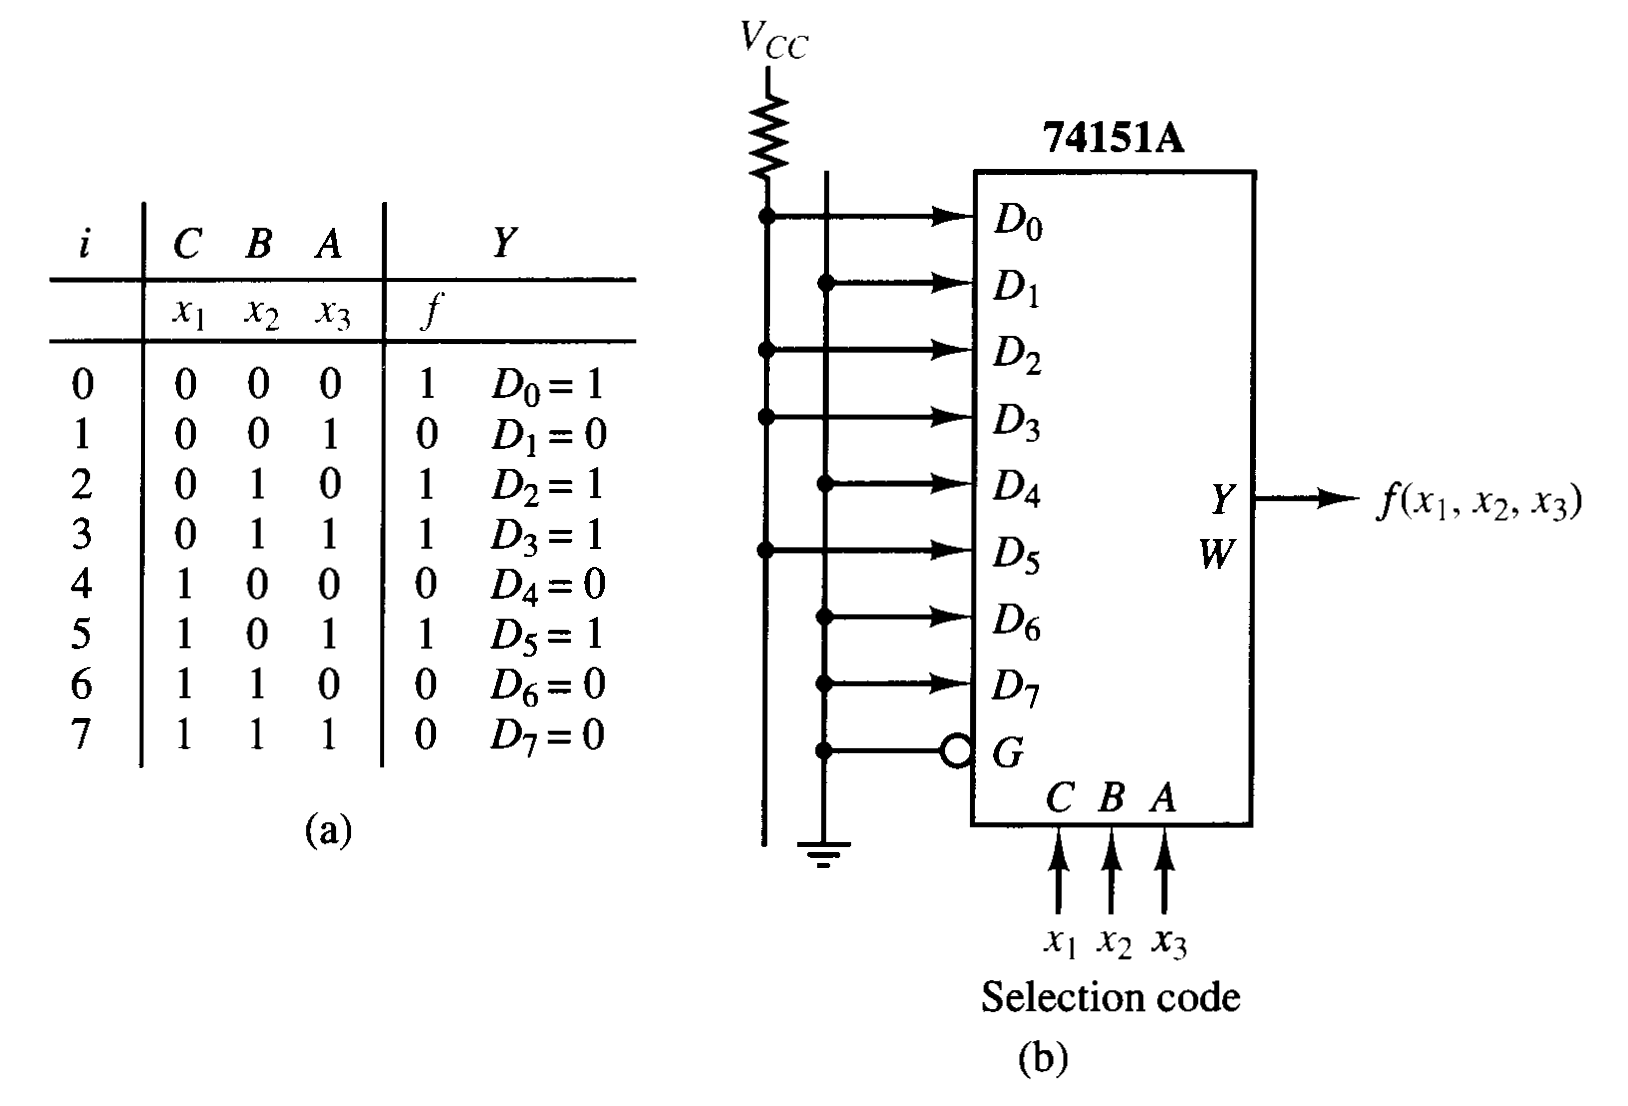 i C B A Y
x₁ x₂ x₃ f
0 0 0 0 1 D₀ = 1
1 0 0 1 0 D₁ = 0
2 0 1 0 1 D₂ = 1
3 0 1 1 1 D₃ = 1
4 1 0 0 0 D₄ = 0
5 1 0 1 1 D₅ = 1
6 1 1 0 0 D₆ = 0
7 1 1 1 0 D₇ = 0
(a)
V_CC
74151A
D₀
D₁
D₂
D₃
D₄
D₅
D₆
D₇
G
Y
W
f(x₁, x₂, x₃)
C B A
x₁ x₂ x₃
Selection code
(b)